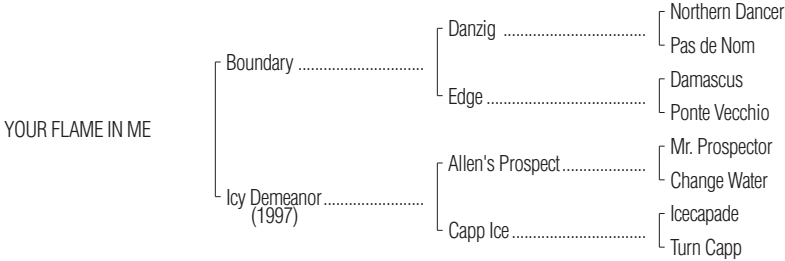 Northern Dancer
Danzig ................................
Pas de Nom
Boundary ............................
Damascus
Edge ....................................
Ponte Vecchio
YOUR FLAME IN ME
Mr. Prospector
Allen's Prospect...................
Change Water
Icy Demeanor.......................
(1997)
Icecapade
Capp Ice ..............................
Turn Capp